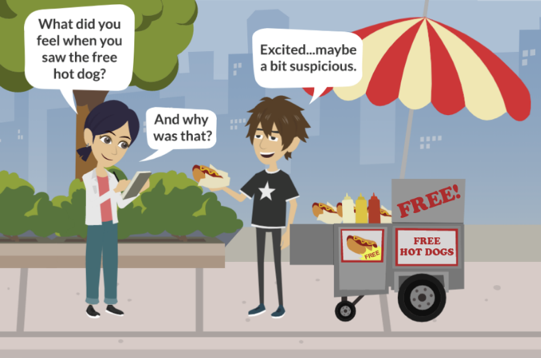 What did you
feel when you
saw the free
hot dog?
Excited...maybe
a bit suspicious.
And why
was that?
FREE!
FREE
FREE
HOT DOGS